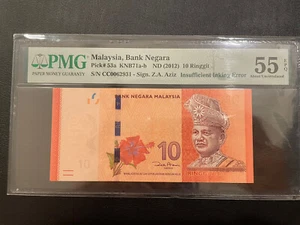 PMG
PAPER MONEY GUARANTY
Malaysia, Bank Negara
Pick# 53a KNB71a-b ND (2012) 10 Ringgit
S/N CC0062931 - Sign. Z.A. Aziz Insufficient Inking Error
55 EPQ
About Uncirculated
BANK NEGARA MALAYSIA
10
10